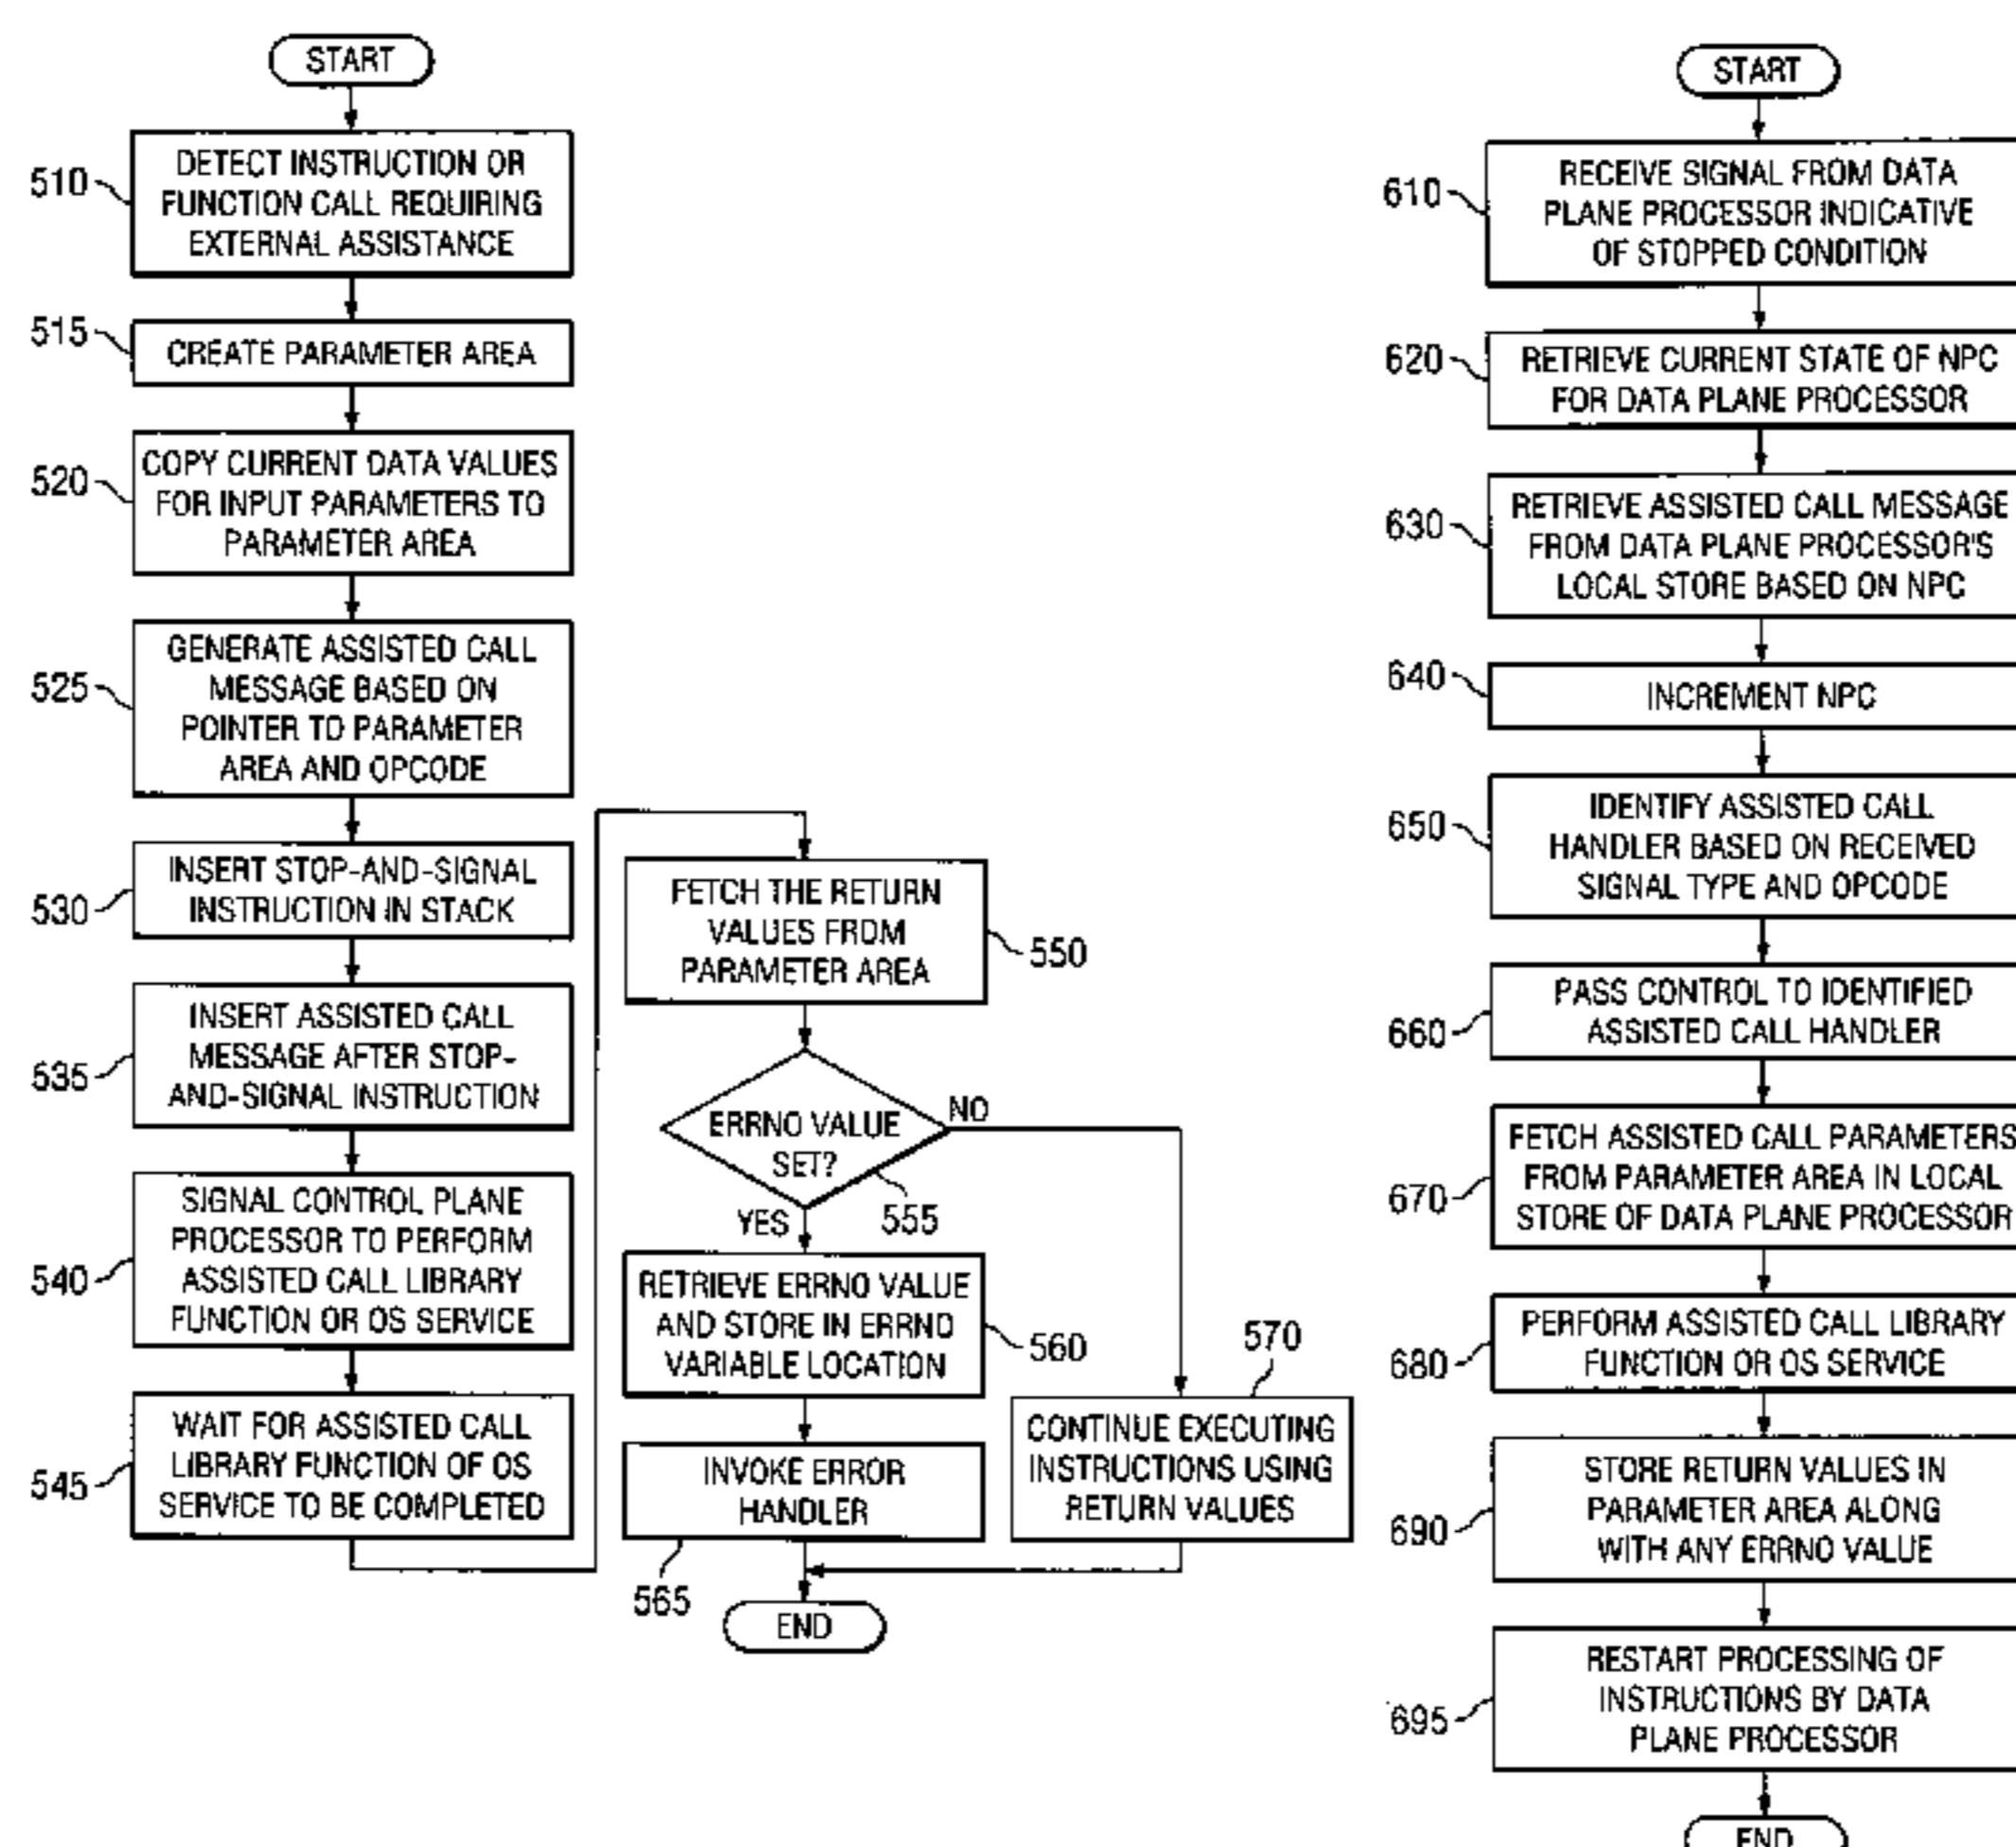 START
510
DETECT INSTRUCTION OR
FUNCTION CALL REQUIRING
EXTERNAL ASSISTANCE
515
CREATE PARAMETER AREA
520
COPY CURRENT DATA VALUES
FOR INPUT PARAMETERS TO
PARAMETER AREA
525
GENERATE ASSISTED CALL
MESSAGE BASED ON
POINTER TO PARAMETER
AREA AND OPCODE
530
INSERT STOP-AND-SIGNAL
INSTRUCTION IN STACK
535
INSERT ASSISTED CALL
MESSAGE AFTER STOP-
AND-SIGNAL INSTRUCTION
540
SIGNAL CONTROL PLANE
PROCESSOR TO PERFORM
ASSISTED CALL LIBRARY
FUNCTION OR OS SERVICE
545
WAIT FOR ASSISTED CALL
LIBRARY FUNCTION OF OS
SERVICE TO BE COMPLETED
FETCH THE RETURN
VALUES FROM
PARAMETER AREA
550
ERRNO VALUE
SET?
NO
YES
555
RETRIEVE ERRNO VALUE
AND STORE IN ERRNO
VARIABLE LOCATION
560
570
INVOKE ERROR
HANDLER
565
CONTINUE EXECUTING
INSTRUCTIONS USING
RETURN VALUES
END
START
610
RECEIVE SIGNAL FROM DATA
PLANE PROCESSOR INDICATIVE
OF STOPPED CONDITION
620
RETRIEVE CURRENT STATE OF NPC
FOR DATA PLANE PROCESSOR
630
RETRIEVE ASSISTED CALL MESSAGE
FROM DATA PLANE PROCESSOR'S
LOCAL STORE BASED ON NPC
640
INCREMENT NPC
650
IDENTIFY ASSISTED CALL
HANDLER BASED ON RECEIVED
SIGNAL TYPE AND OPCODE
660
PASS CONTROL TO IDENTIFIED
ASSISTED CALL HANDLER
670
FETCH ASSISTED CALL PARAMETERS
FROM PARAMETER AREA IN LOCAL
STORE OF DATA PLANE PROCESSOR
680
PERFORM ASSISTED CALL LIBRARY
FUNCTION OR OS SERVICE
690
STORE RETURN VALUES IN
PARAMETER AREA ALONG
WITH ANY ERRNO VALUE
695
RESTART PROCESSING OF
INSTRUCTIONS BY DATA
PLANE PROCESSOR
END